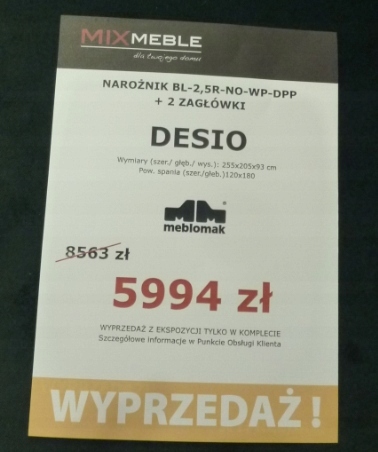 MIXMEBLE
dla twojego domu
NAROŻNIK BL-2,5R-NO-WP-DPP
+ 2 ZAGŁÓWKI
DESIO
Wymiary (szer./ głęb./ wys.): 255x205x93 cm
Pow. spania (szer./głeb.)120x180
meblomak
8563 zł
5994 zł
WYPRZEDAŻ Z EKSPOZYCJI TYLKO W KOMPLECIE
Szczegółowe informacje w Punkcie Obsługi Klienta
WYPRZEDAŻ !